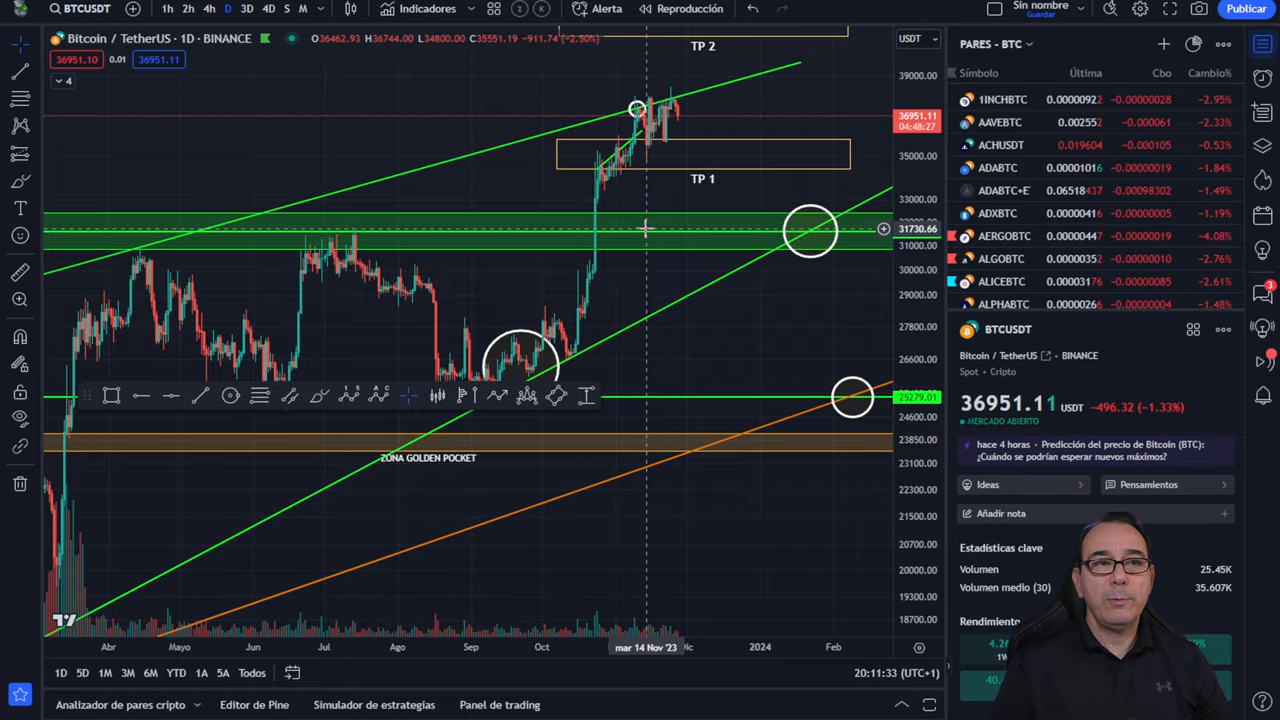 BTCUSDT
1h 2h 4h D 3D 4D S M
Indicadores
Alerta
Reproducción
Sin nombre
Guardar
Publicar
Bitcoin / TetherUS · 1D · BINANCE
O36462.93 H36744.00 L34800.00 C35551.19 -911.74 (-2.50%)
USDT
36951.10 0.01 36951.11
4
TP 2
TP 1
ZONA GOLDEN POCKET
39000.00
36951.11
04:48:27
35000.00
33000.00
31730.66
31000.00
30000.00
29000.00
27800.00
26600.00
25279.01
24600.00
23850.00
23100.00
22300.00
21500.00
20700.00
20000.00
19300.00
18700.00
Abr Mayo Jun Jul Ago Sep Oct mar 14 Nov '23 2024 Feb
1D 5D 1M 3M 6M YTD 1A 5A Todos
20:11:33 (UTC+1)
Analizador de pares cripto
Editor de Pine
Simulador de estrategias
Panel de trading
PARES - BTC
Símbolo Última Cbo Cambio%
1INCHBTC 0.00000922 -0.00000028 -2.95%
AAVEBTC 0.002552 -0.000061 -2.33%
ACHUSDT 0.019604 -0.000105 -0.53%
ADABTC 0.00001016 -0.00000019 -1.84%
ADABTC+E 0.06518437 -0.00098302 -1.49%
ADXBTC 0.00000491 -0.00000006 -1.19%
AERGOBTC 0.00000447 -0.00000019 -4.08%
ALGOBTC 0.00000352 -0.00000010 -2.76%
ALICEBTC 0.00003176 -0.00000085 -2.61%
ALPHABTC 0.00000266 -0.00000004 -1.48%
3
BTCUSDT
Bitcoin / TetherUS · BINANCE
Spot · Cripto
36951.11 USDT -496.32 (-1.33%)
MERCADO ABIERTO
hace 4 horas · Predicción del precio de Bitcoin (BTC):
¿Cuándo se podrían esperar nuevos máximos?
Ideas
Pensamientos
Añadir nota
Estadísticas clave
Volumen 25.45K
Volumen medio (30) 35.607K